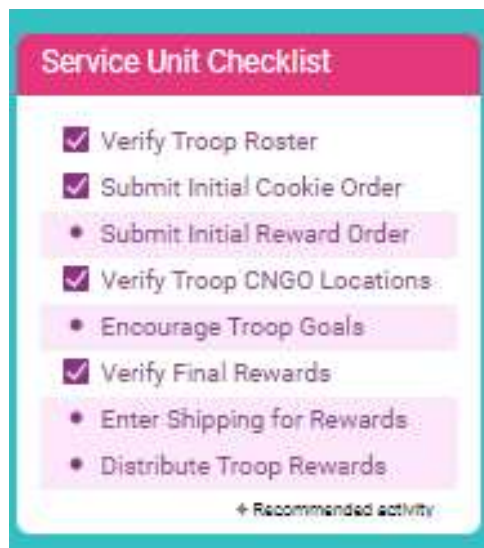 Service Unit Checklist
Verify Troop Roster
Submit Initial Cookie Order
Submit Initial Reward Order
Verify Troop CNGO Locations
Encourage Troop Goals
Verify Final Rewards
Enter Shipping for Rewards
Distribute Troop Rewards
+ Recommended activity